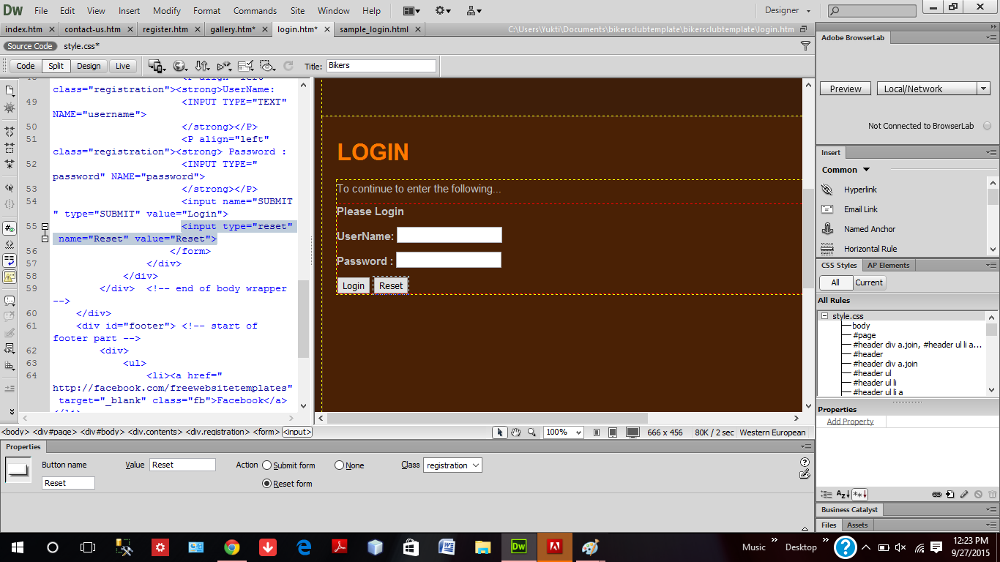 Dw File Edit View Insert Modify Format Commands Site Window Help Designer
index.htm contact-us.htm register.htm gallery.htm* login.htm* sample_login.html C:\Users\Yukti\Documents\bikersclubtemplate\bikersclubtemplate\login.htm
Source Code style.css*
Code Split Design Live Title: Bikers
class="registration"><strong>UserName:
49 <INPUT TYPE="TEXT"
NAME="username">
50 </strong></P>
51 <P align="left"
class="registration"><strong> Password :
52 <INPUT TYPE="
password" NAME="password">
53 </strong></P>
54 <input name="SUBMIT
" type="SUBMIT" value="Login">
55 <input type="reset"
name="Reset" value="Reset">
56 </form>
57 </div>
58 </div>
59 </div> <!-- end of body wrapper
-->
60 </div>
61 <div id="footer"> <!-- start of
footer part -->
62 <div>
63 <ul>
64 <li><a href="
http://facebook.com/freewebsitetemplates"
target="_blank" class="fb">Facebook</a>
LOGIN
To continue to enter the following...
Please Login
UserName:
Password :
Login Reset
<body> <div#page> <div#body> <div.contents> <div.registration> <form> <input>
100% 666 x 456 80K / 2 sec Western European
Properties
Button name Value Reset Action Submit form None Class registration
Reset Reset form
Adobe BrowserLab
Preview Local/Network
Not Connected to BrowserLab
Insert
Common
Hyperlink
Email Link
Named Anchor
Horizontal Rule
CSS Styles AP Elements
All Current
All Rules
style.css
body
#page
#header div a.join, #header ul li a...
#header
#header div a.join
#header ul
#header ul li
#header ul li a
Properties
Add Property
Business Catalyst
Files Assets
Music Desktop 12:23 PM
9/27/2015